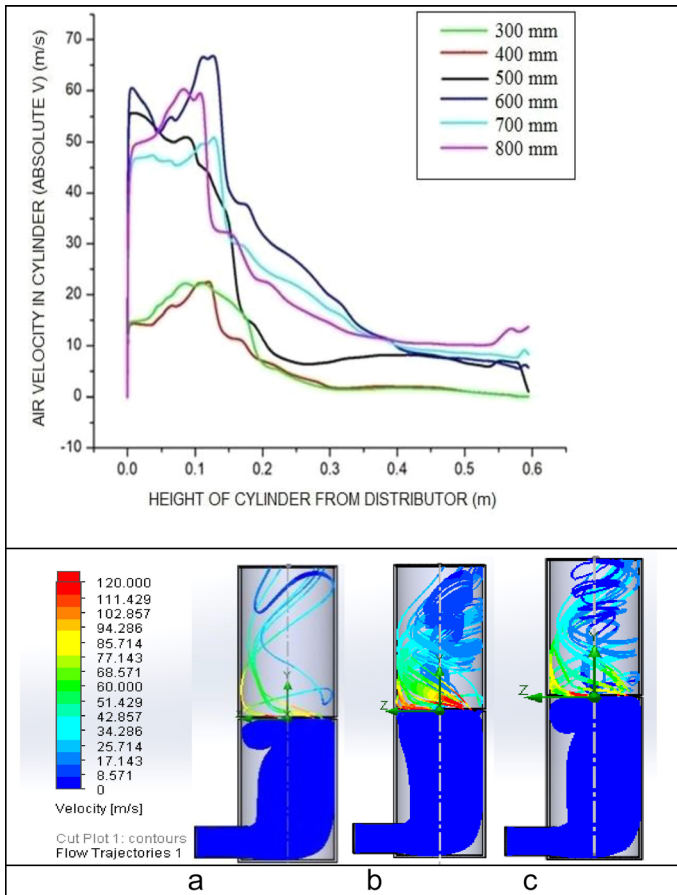 70
60
50
40
30
20
10
0
-10
AIR VELOCITY IN CYLINDER (ABSOLUTE V) (m/s)
300 mm
400 mm
500 mm
600 mm
700 mm
800 mm
0.0 0.1 0.2 0.3 0.4 0.5 0.6
HEIGHT OF CYLINDER FROM DISTRIBUTOR (m)
120.000
111.429
102.857
94.286
85.714
77.143
68.571
60.000
51.429
42.857
34.286
25.714
17.143
8.571
0
Velocity [m/s]
Cut Plot 1: contours
Flow Trajectories 1
Y
Z
Z
a b c